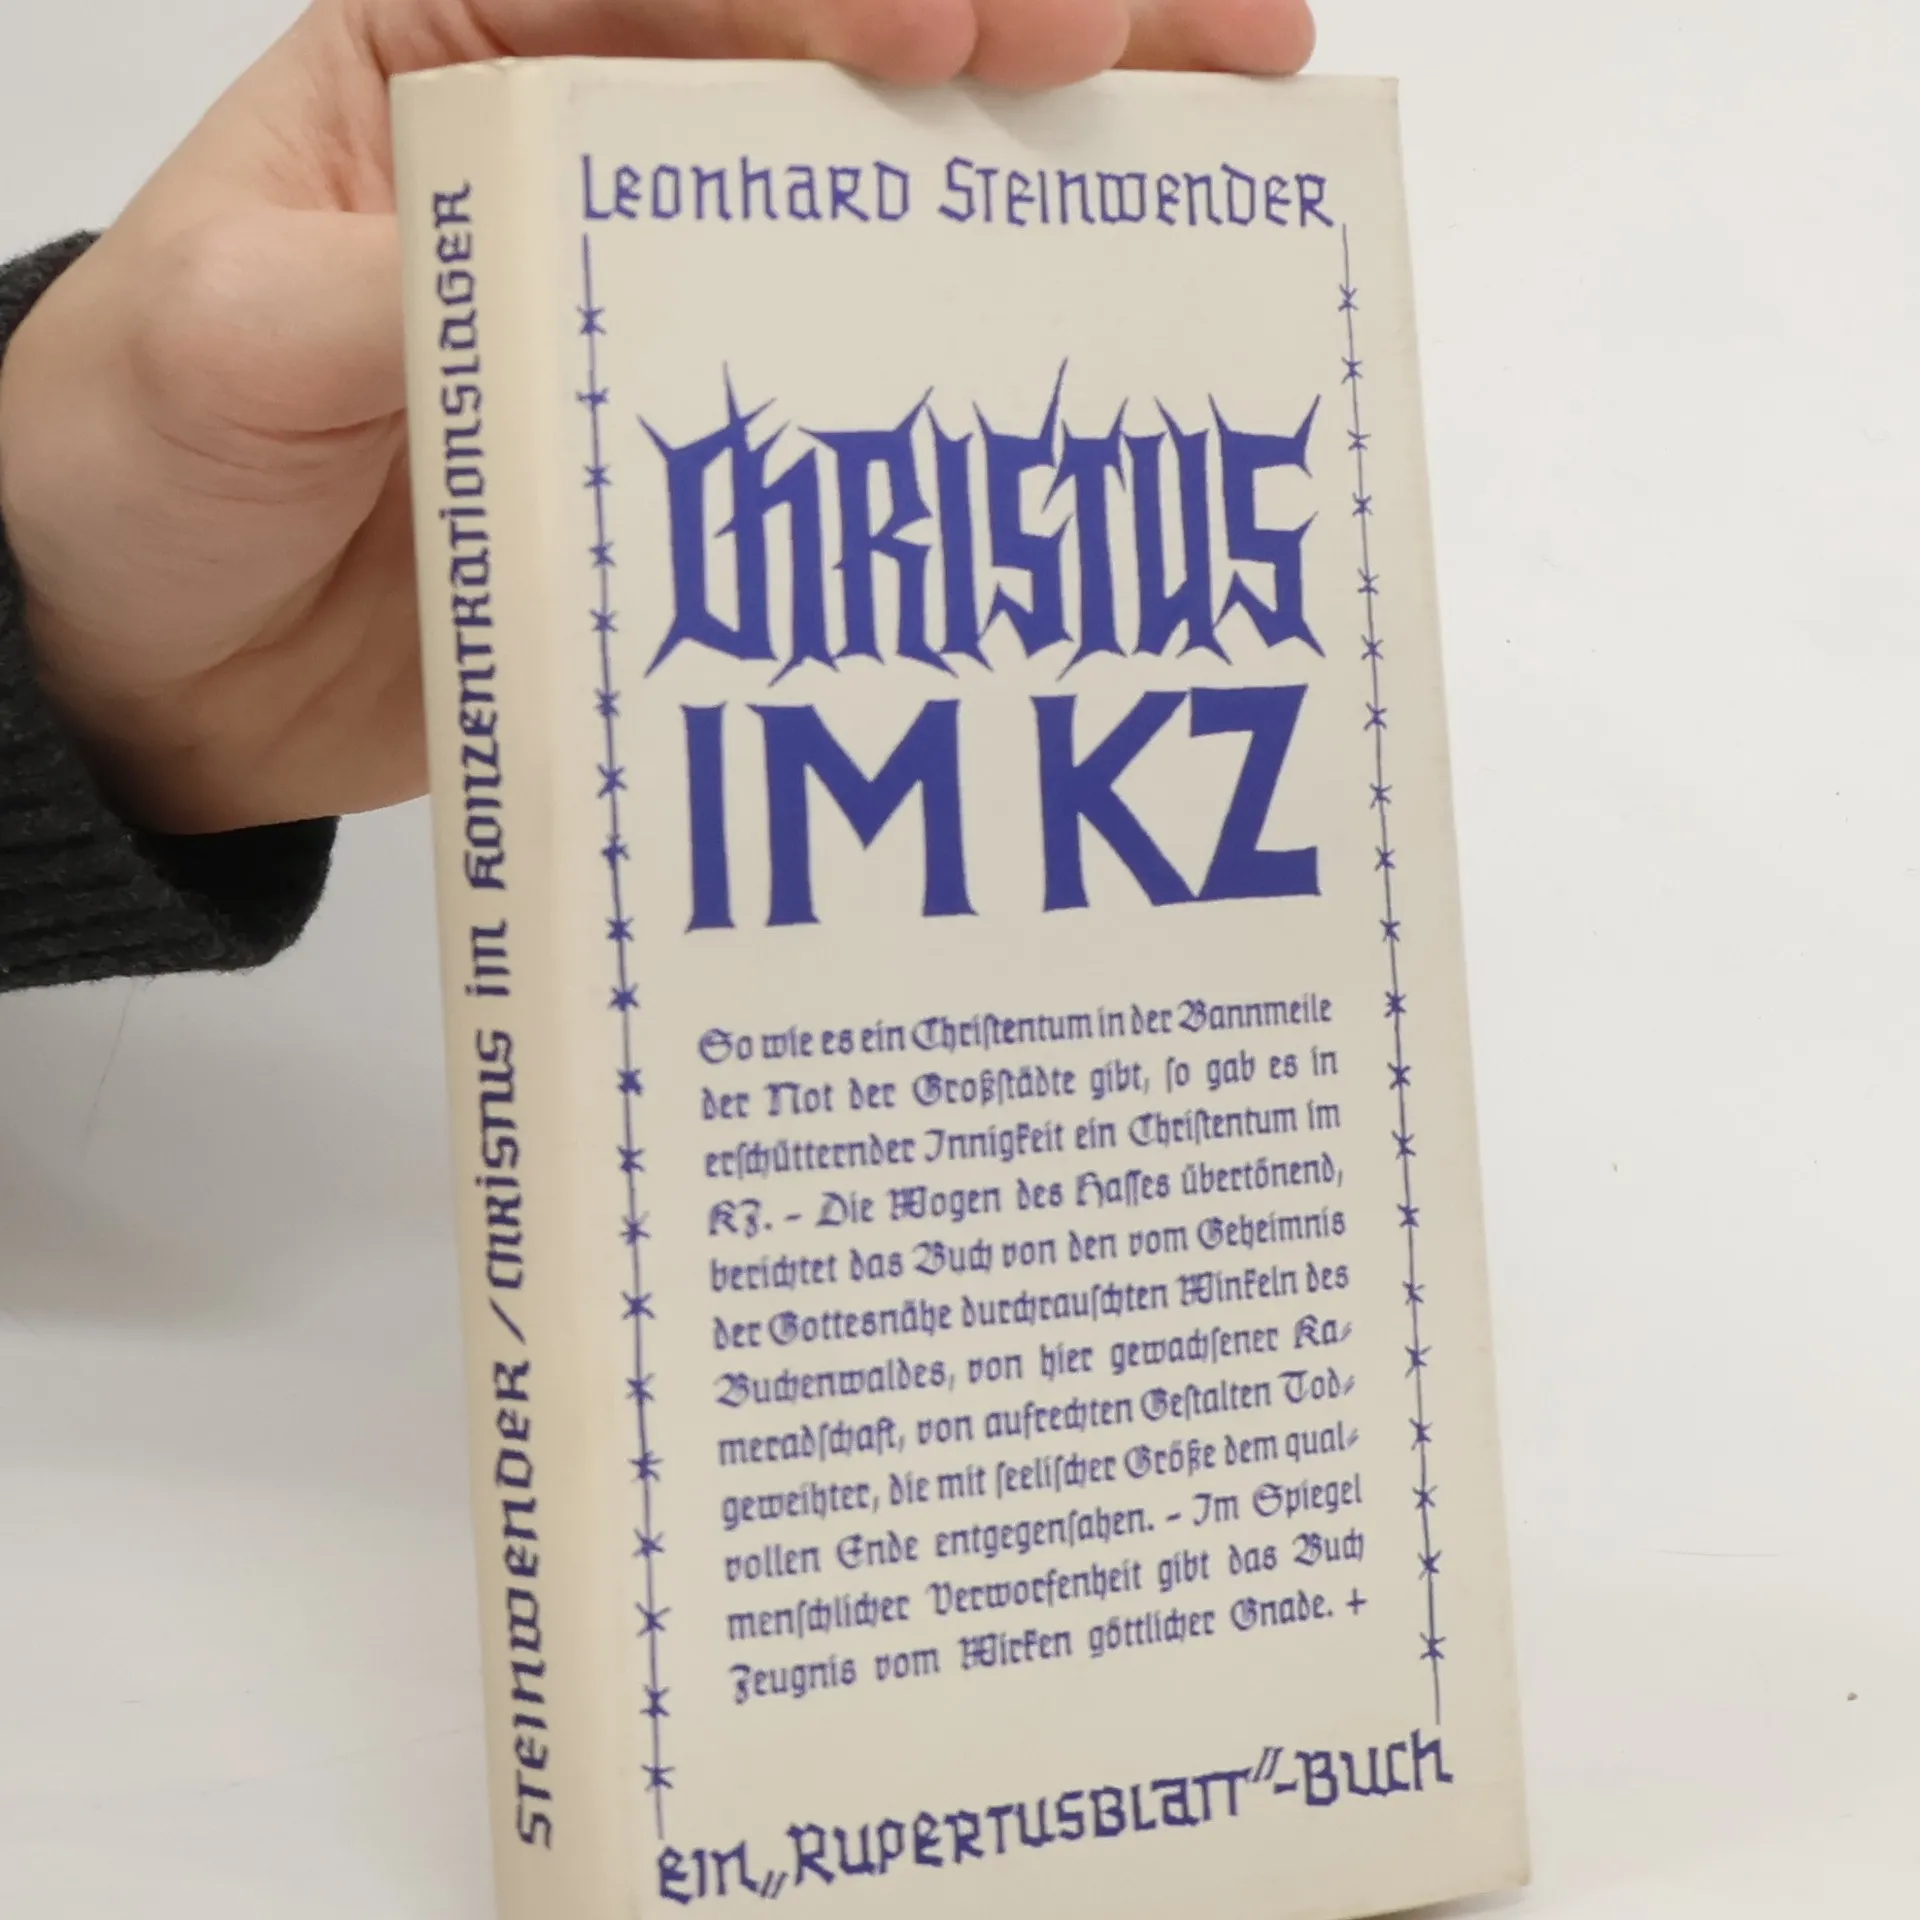 Leonhard Steinwender
Christus
IM KZ
So wie es ein Christentum in der Bannmeile
der Not der Großstädte gibt, so gab es in
erschütternder Innigkeit ein Christentum im
KZ. – Die Wogen des Hasses übertönend,
berichtet das Buch von den vom Geheimnis
der Gottesnähe durchrauschten Winkeln des
Buchenwaldes, von hier gewachsener Ka-
meradschaft, von aufrechten Gestalten Tod-
geweihter, die mit seelischer Größe dem qual-
vollen Ende entgegensahen. – Im Spiegel
menschlicher Verworfenheit gibt das Buch
Zeugnis vom Wirken göttlicher Gnade. +
ein „Rupertusblatt"-Buch
Steinwender / Christus im Konzentrationslager